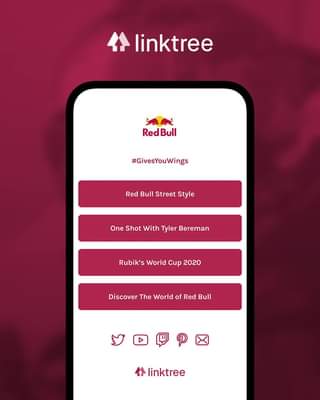 linktree
Red Bull
#GivesYouWings
Red Bull Street Style
One Shot With Tyler Bereman
Rubik's World Cup 2020
Discover The World of Red Bull
linktree